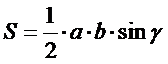 S = 1/2 · a · b · sin γ